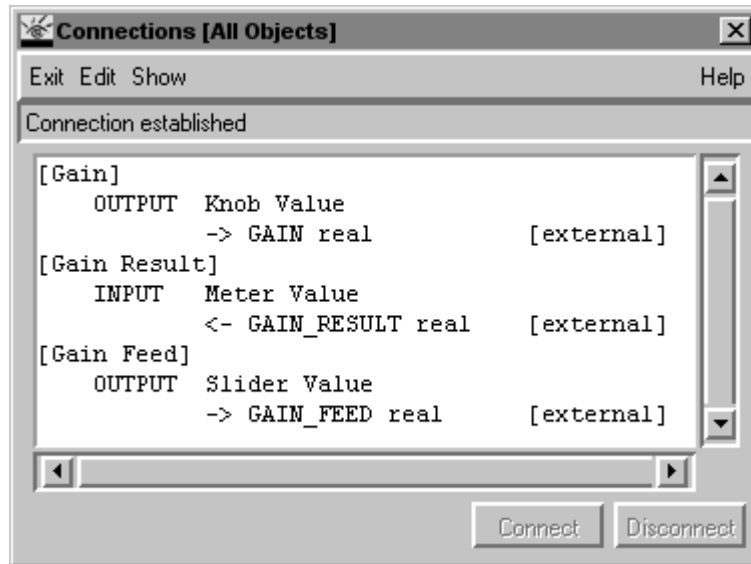 Connections [All Objects]
Exit Edit Show Help
Connection established
[Gain]
OUTPUT Knob Value
-> GAIN real [external]
[Gain Result]
INPUT Meter Value
<- GAIN_RESULT real [external]
[Gain Feed]
OUTPUT Slider Value
-> GAIN_FEED real [external]
Connect Disconnect